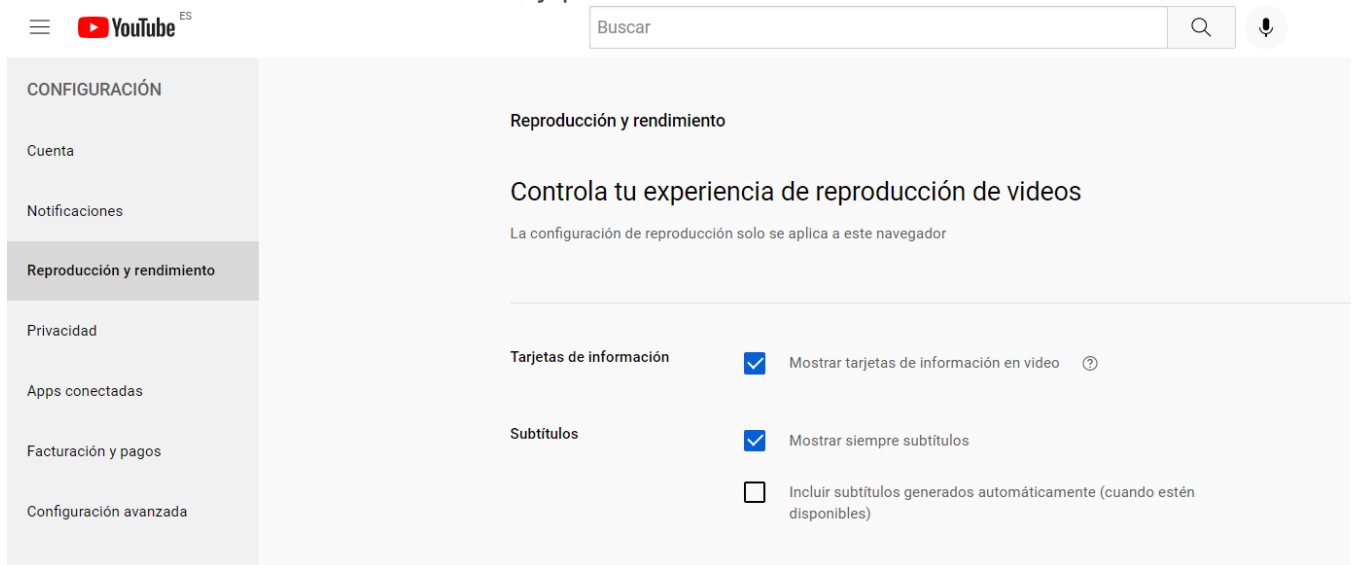 YouTube ES
Buscar
CONFIGURACIÓN
Cuenta
Notificaciones
Reproducción y rendimiento
Privacidad
Apps conectadas
Facturación y pagos
Configuración avanzada
Reproducción y rendimiento
Controla tu experiencia de reproducción de videos
La configuración de reproducción solo se aplica a este navegador
Tarjetas de información
Mostrar tarjetas de información en video
Subtítulos
Mostrar siempre subtítulos
Incluir subtítulos generados automáticamente (cuando estén
disponibles)